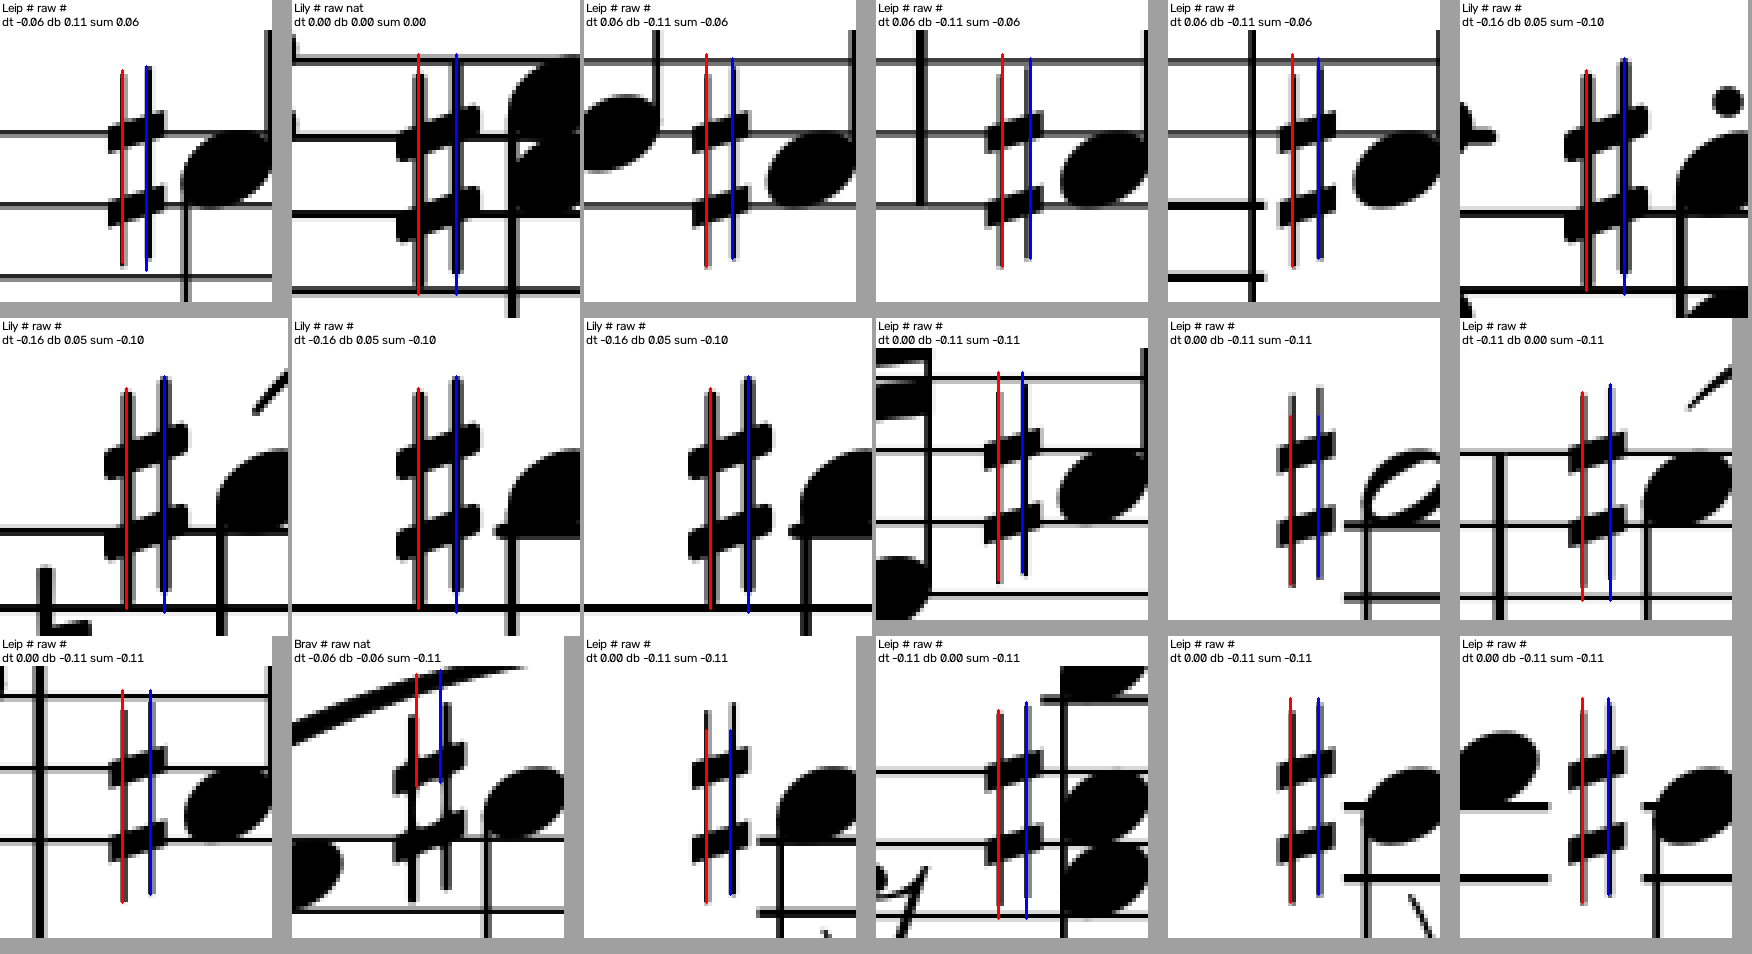 Leip # raw #
dt -0.06 db 0.11 sum 0.06
Lily # raw nat
dt 0.00 db 0.00 sum 0.00
Leip # raw #
dt 0.06 db -0.11 sum -0.06
Leip # raw #
dt 0.06 db -0.11 sum -0.06
Leip # raw #
dt 0.06 db -0.11 sum -0.06
Lily # raw #
dt -0.16 db 0.05 sum -0.10
Lily # raw #
dt -0.16 db 0.05 sum -0.10
Lily # raw #
dt -0.16 db 0.05 sum -0.10
Lily # raw #
dt -0.16 db 0.05 sum -0.10
Leip # raw #
dt 0.00 db -0.11 sum -0.11
Leip # raw #
dt 0.00 db -0.11 sum -0.11
Leip # raw #
dt -0.11 db 0.00 sum -0.11
Leip # raw #
dt 0.00 db -0.11 sum -0.11
Brav # raw nat
dt -0.06 db -0.06 sum -0.11
Leip # raw #
dt 0.00 db -0.11 sum -0.11
Leip # raw #
dt -0.11 db 0.00 sum -0.11
Leip # raw #
dt 0.00 db -0.11 sum -0.11
Leip # raw #
dt 0.00 db -0.11 sum -0.11